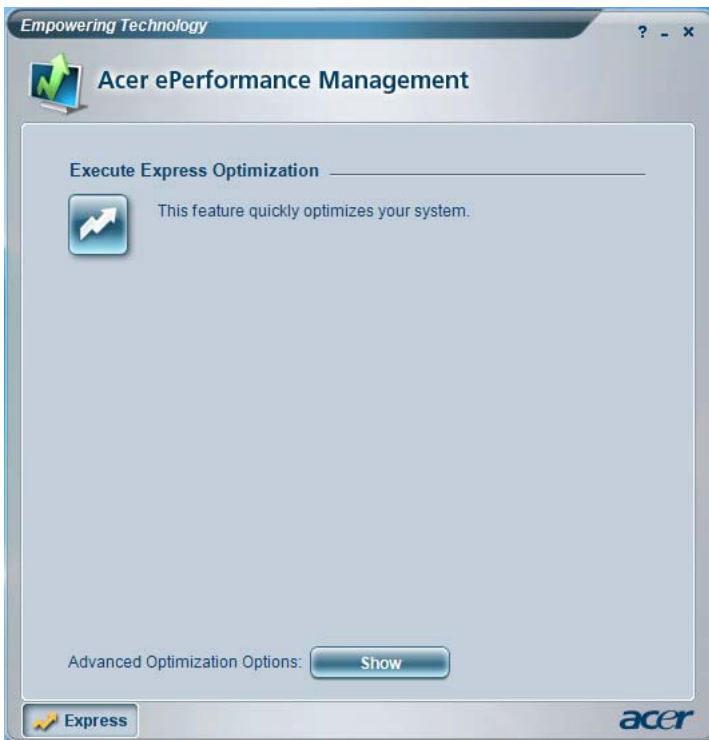 Empowering Technology
? - x
Acer ePerformance Management
Execute Express Optimization
This feature quickly optimizes your system.
Advanced Optimization Options: Show
Express
acer